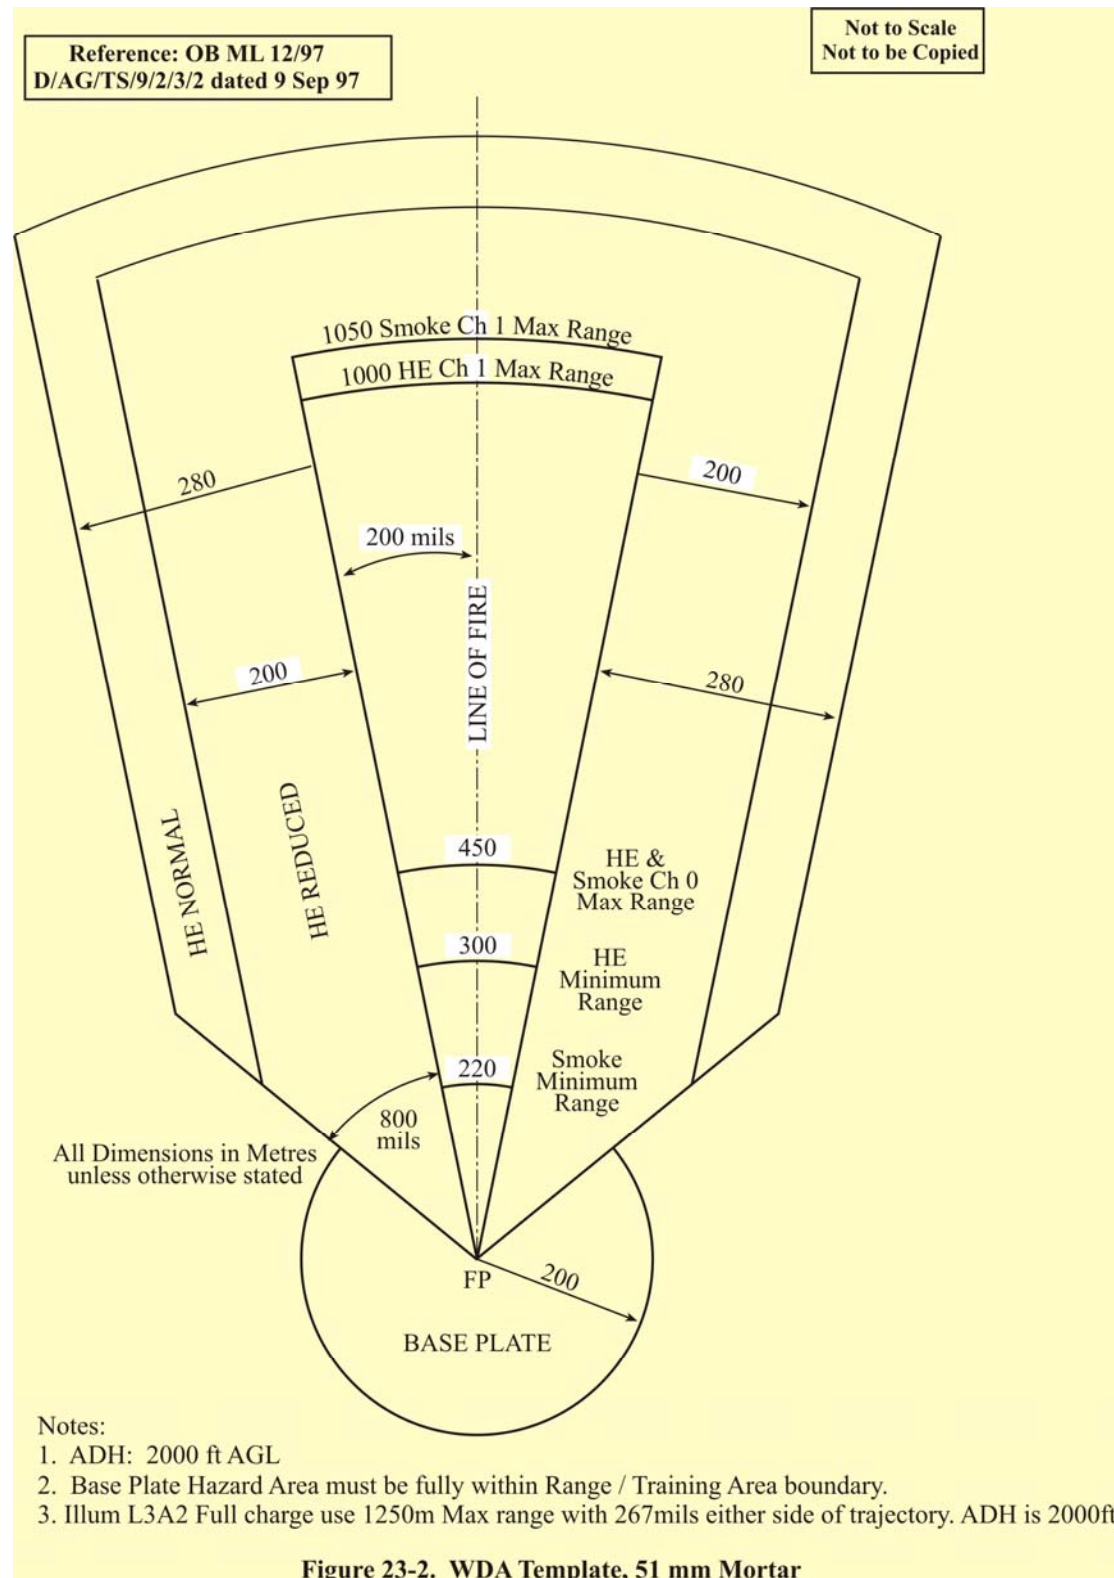 Reference: OB ML 12/97
D/AG/TS/9/2/3/2 dated 9 Sep 97
Not to Scale
Not to be Copied
1050 Smoke Ch 1 Max Range
1000 HE Ch 1 Max Range
280
200
200 mils
LINE OF FIRE
200
280
HE NORMAL
HE REDUCED
450
HE &
Smoke Ch 0
Max Range
300
HE
Minimum
Range
220
Smoke
Minimum
Range
800
mils
All Dimensions in Metres
unless otherwise stated
FP
200
BASE PLATE
Notes:
1. ADH: 2000 ft AGL
2. Base Plate Hazard Area must be fully within Range / Training Area boundary.
3. Illum L3A2 Full charge use 1250m Max range with 267mils either side of trajectory. ADH is 2000ft
Figure 23-2. WDA Template, 51 mm Mortar